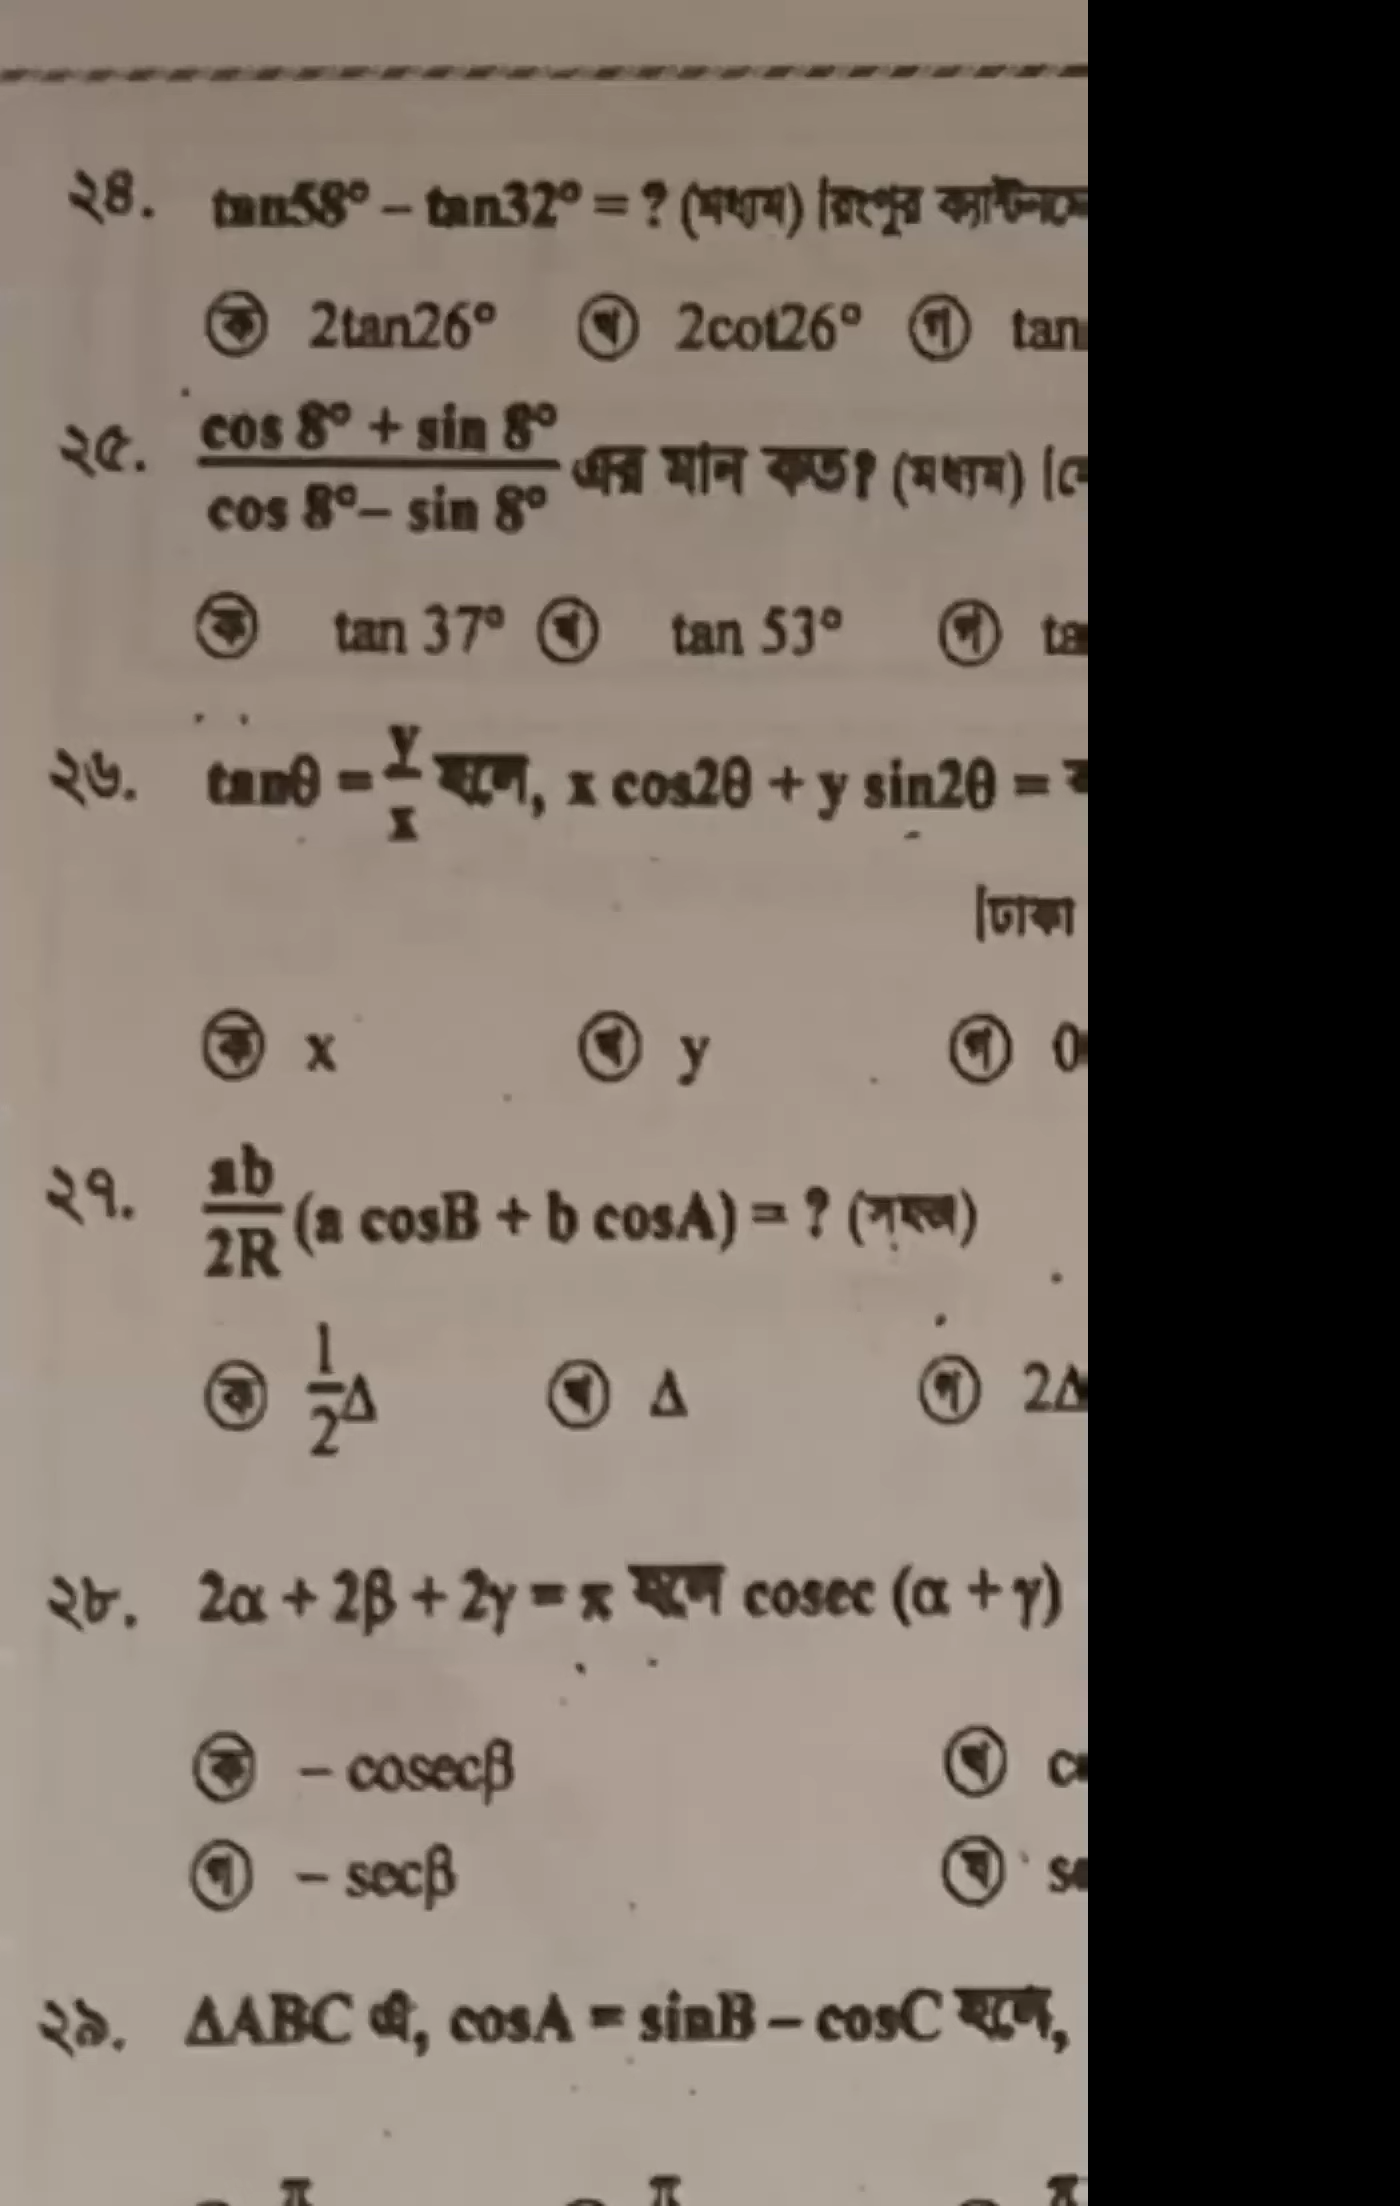 ২৪. tan58° – tan32° = ? (মধ্যম) [রংপুর
ক 2tan26° খ 2cot26° গ tan
২৫. cos 8° + sin 8° / cos 8° – sin 8° এর মান কত? (মধ্যম)
ক tan 37° খ tan 53° গ
২৬. tanθ = y/x হলে, x cos2θ + y sin2θ =
[ঢাকা
ক x খ y গ 0
২৭. ab/2R (a cosB + b cosA) = ? (সহজ)
ক 1/2 Δ খ Δ গ 2Δ
২৮. 2α + 2β + 2γ = π হলে cosec (α + γ)
ক – cosecβ খ
গ – secβ ঘ
২৯. ΔABC এ, cosA = sinB – cosC হলে,
π π π